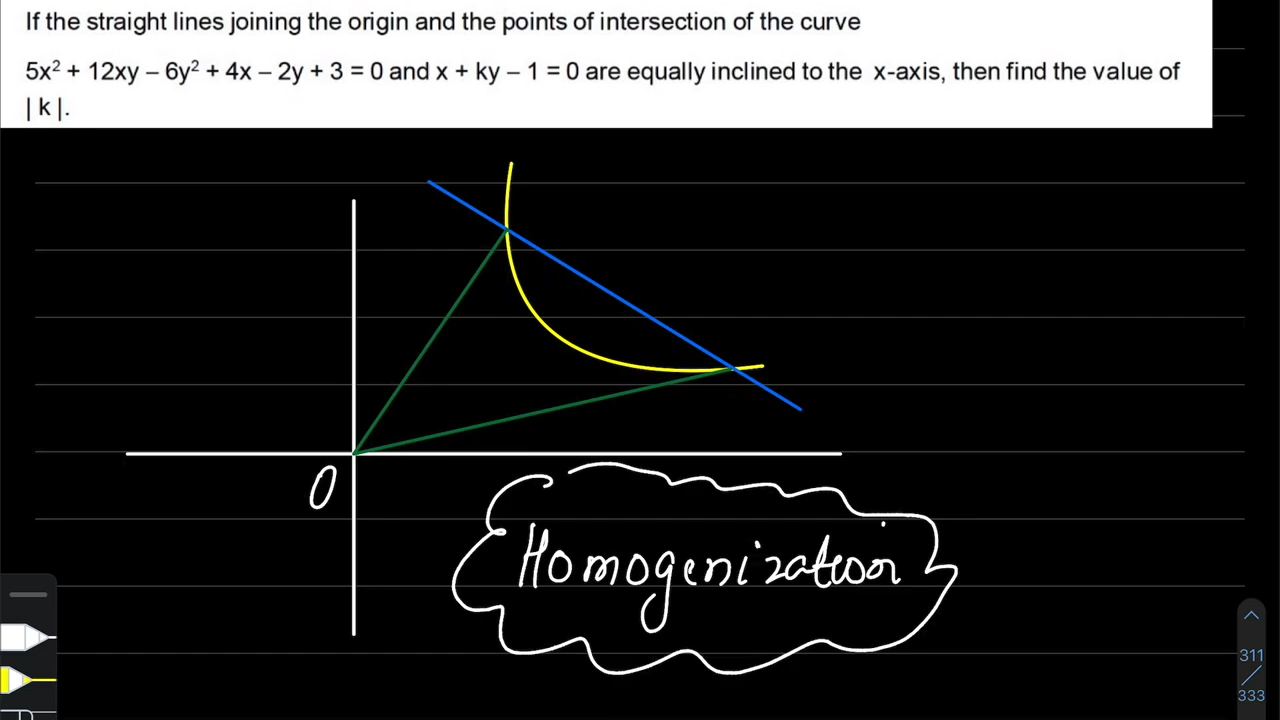 If the straight lines joining the origin and the points of intersection of the curve
5x² + 12xy – 6y² + 4x – 2y + 3 = 0 and x + ky – 1 = 0 are equally inclined to the x-axis, then find the value of
| k |.
O
Homogenization
311
333